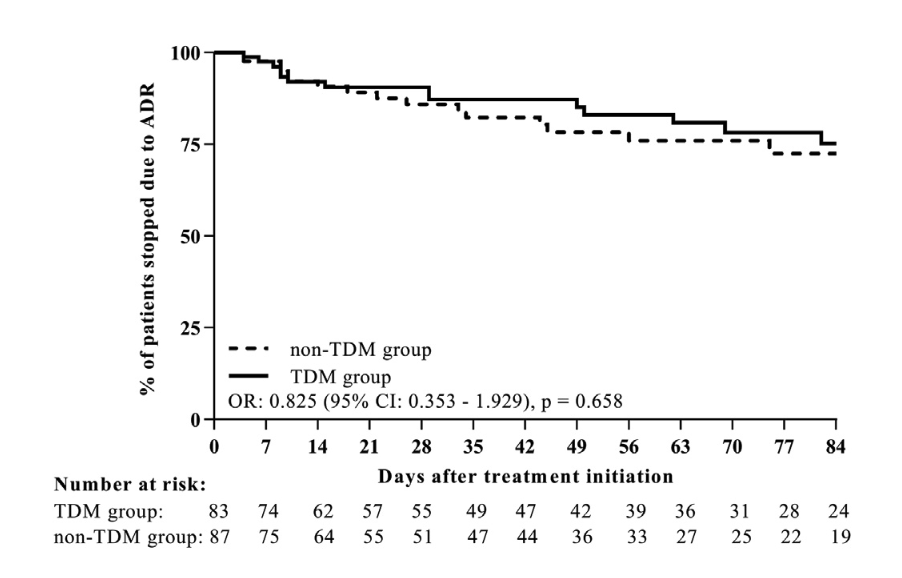 % of patients stopped due to ADR
100
75
50
25
0
non-TDM group
TDM group
OR: 0.825 (95% CI: 0.353 - 1.929), p = 0.658
0 7 14 21 28 35 42 49 56 63 70 77 84
Days after treatment initiation
Number at risk:
TDM group: 83 74 62 57 55 49 47 42 39 36 31 28 24
non-TDM group: 87 75 64 55 51 47 44 36 33 27 25 22 19